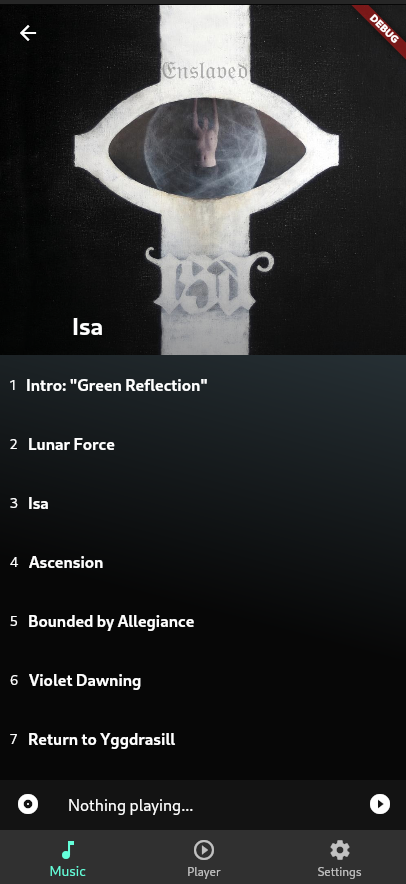 DEBUG
Enslaved
Isa
Isa
1 Intro: "Green Reflection"
2 Lunar Force
3 Isa
4 Ascension
5 Bounded by Allegiance
6 Violet Dawning
7 Return to Yggdrasill
Nothing playing...
Music
Player
Settings